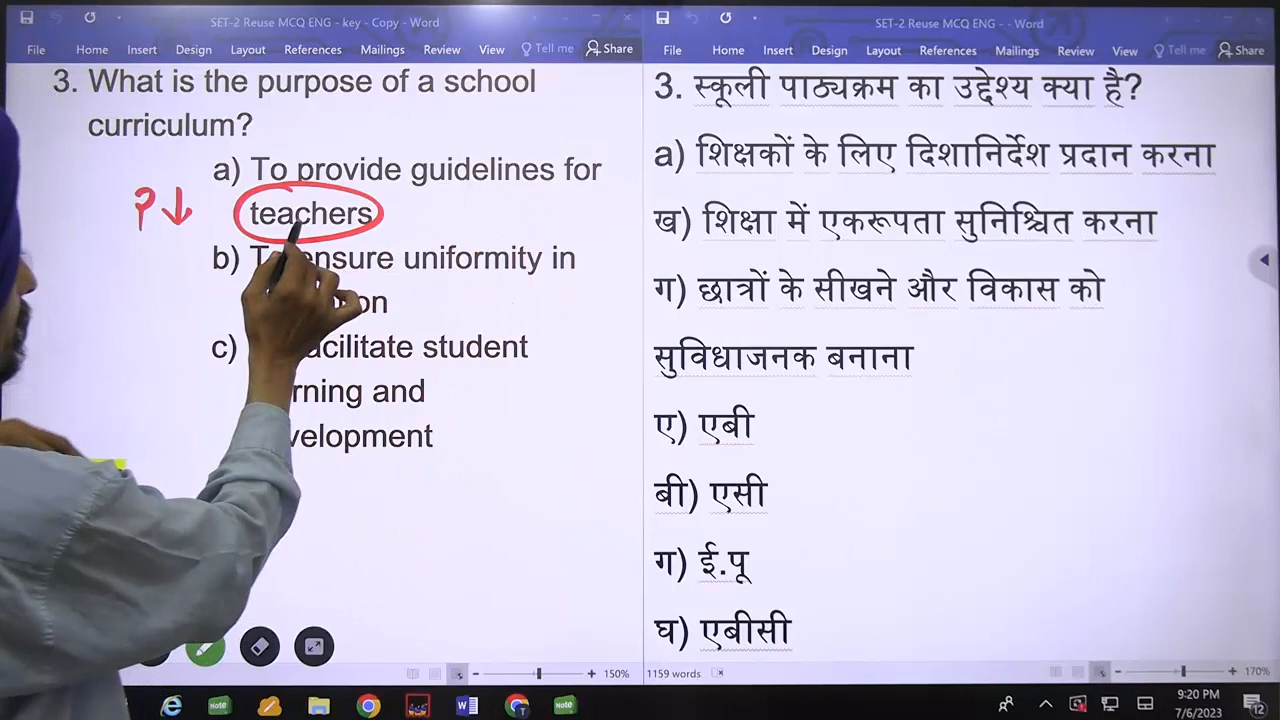 SET-2 Reuse MCQ ENG - key - Copy - Word
File Home Insert Design Layout References Mailings Review View Tell me Share
3. What is the purpose of a school
curriculum?
a) To provide guidelines for
teachers
b) ensure uniformity in
c) facilitate student
and
150%
SET-2 Reuse MCQ ENG - - Word
File Home Insert Design Layout References Mailings Review View Tell me Share
3. स्कूली पाठ्यक्रम का उद्देश्य क्या है?
a) शिक्षकों के लिए दिशानिर्देश प्रदान करना
ख) शिक्षा में एकरूपता सुनिश्चित करना
ग) छात्रों के सीखने और विकास को
सुविधाजनक बनाना
ए) एबी
बी) एसी
ग) ई.पू
घ) एबीसी
1159 words 170%
Note Note
9:20 PM
7/6/2023
12